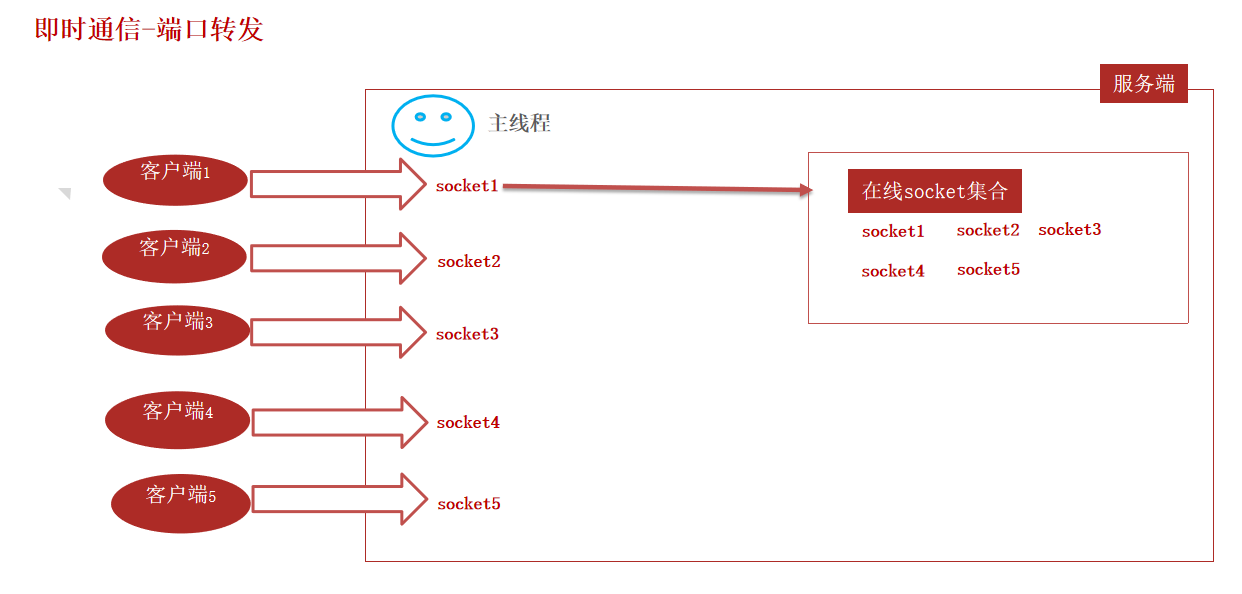 即时通信-端口转发
服务端
主线程
客户端1
socket1
在线socket集合
socket1 socket2 socket3
socket4 socket5
客户端2
socket2
客户端3
socket3
客户端4
socket4
客户端5
socket5